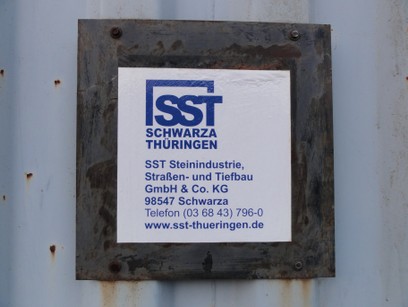 SST
SCHWARZA
THÜRINGEN
SST Steinindustrie,
Straßen- und Tiefbau
GmbH & Co. KG
98547 Schwarza
Telefon (03 68 43) 796-0
www.sst-thueringen.de